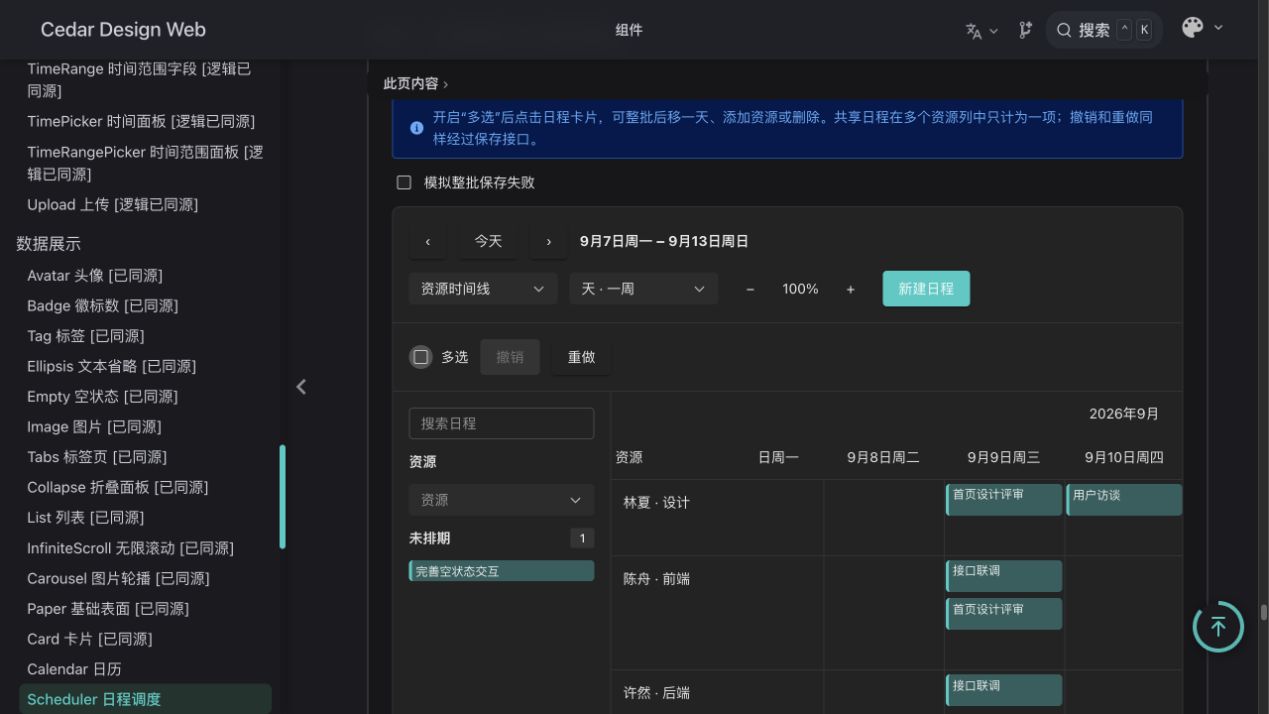 Cedar Design Web
组件
搜索 ^ K
TimeRange 时间范围字段 [逻辑已
同源]
TimePicker 时间面板 [逻辑已同源]
TimeRangePicker 时间范围面板 [逻
辑已同源]
Upload 上传 [逻辑已同源]
数据展示
Avatar 头像 [已同源]
Badge 徽标数 [已同源]
Tag 标签 [已同源]
Ellipsis 文本省略 [已同源]
Empty 空状态 [已同源]
Image 图片 [已同源]
Tabs 标签页 [已同源]
Collapse 折叠面板 [已同源]
List 列表 [已同源]
InfiniteScroll 无限滚动 [已同源]
Carousel 图片轮播 [已同源]
Paper 基础表面 [已同源]
Card 卡片 [已同源]
Calendar 日历
Scheduler 日程调度
此页内容 ›
开启“多选”后点击日程卡片，可整批后移一天、添加资源或删除。共享日程在多个资源列中只计为一项；撤销和重做同
样经过保存接口。
模拟整批保存失败
‹ 今天 › 9月7日周一 – 9月13日周日
资源时间线 天 · 一周 − 100% + 新建日程
多选 撤销 重做
搜索日程
资源
资源
未排期 1
完善空状态交互
2026年9月
资源 日周一 9月8日周二 9月9日周三 9月10日周四
林夏 · 设计 首页设计评审 用户访谈
陈舟 · 前端 接口联调
首页设计评审
许然 · 后端 接口联调